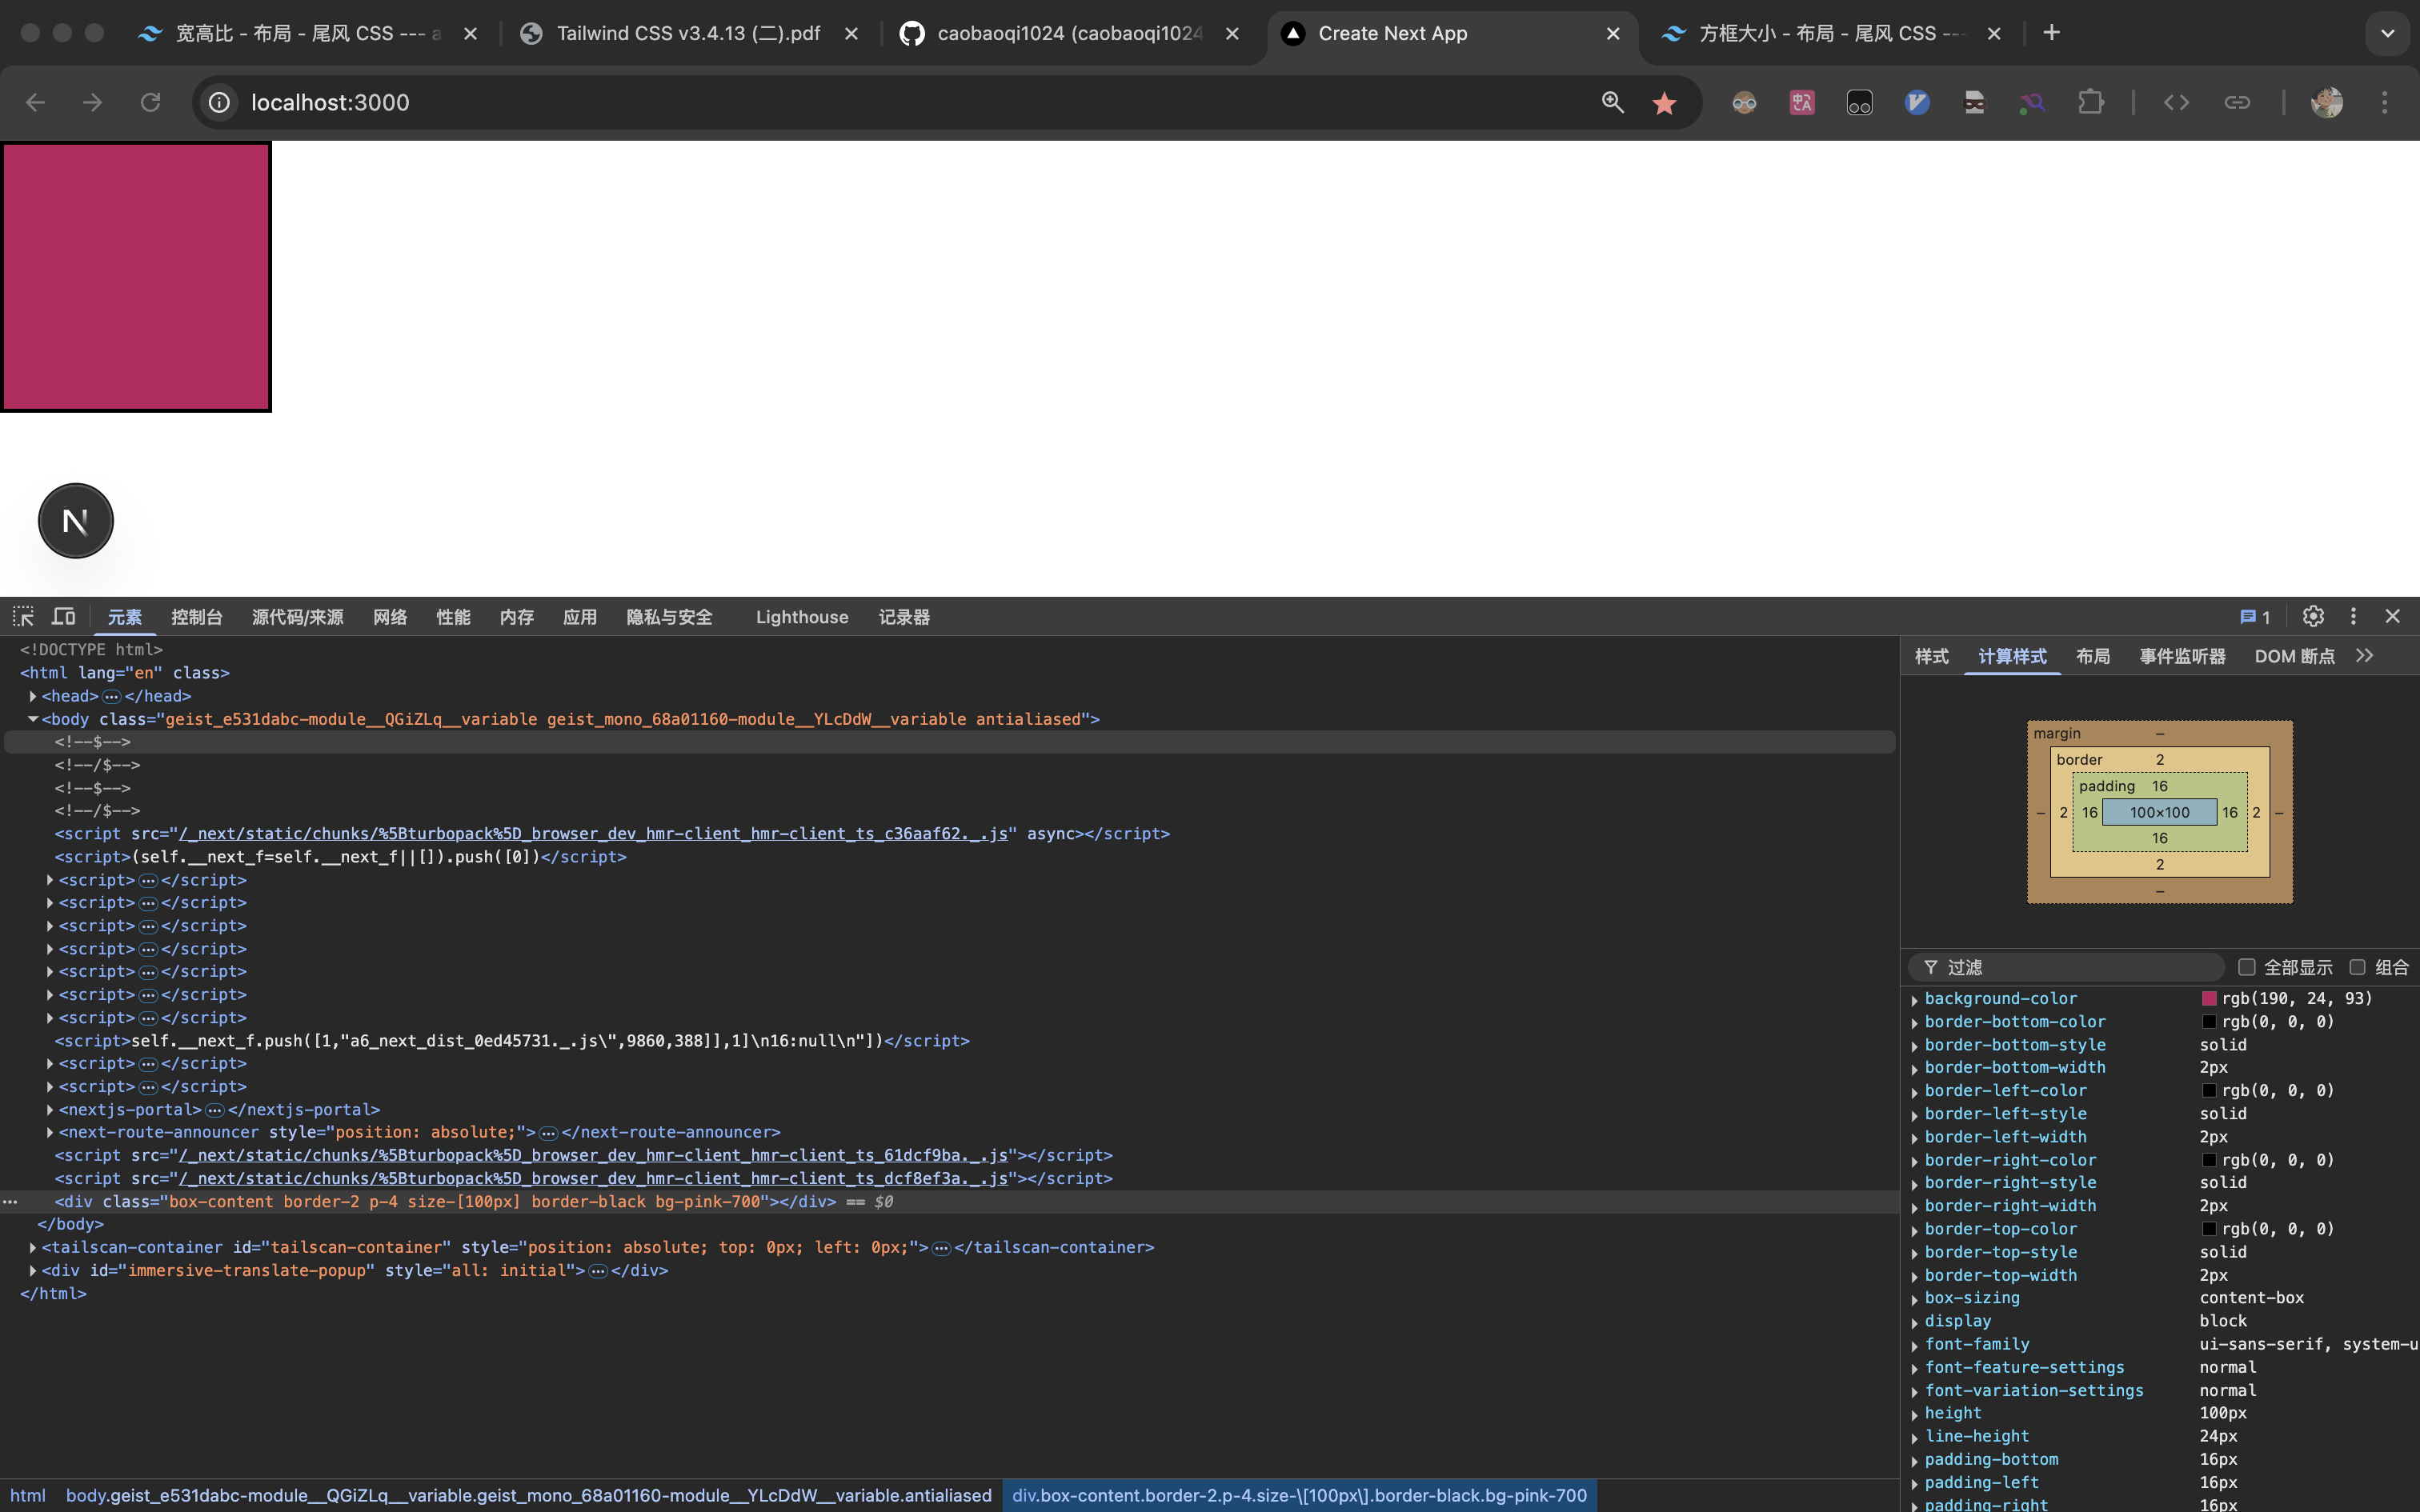 宽高比 - 布局 - 尾风 CSS --- a
Tailwind CSS v3.4.13 (二).pdf
caobaoqi1024 (caobaoqi1024
Create Next App
方框大小 - 布局 - 尾风 CSS ---
localhost:3000
N
元素 控制台 源代码/来源 网络 性能 内存 应用 隐私与安全 Lighthouse 记录器 1
<!DOCTYPE html>
<html lang="en" class>
<head>…</head>
<body class="geist_e531dabc-module__QGiZLq__variable geist_mono_68a01160-module__YLcDdW__variable antialiased">
<!--$-->
<!--/$-->
<!--$-->
<!--/$-->
<script src="/_next/static/chunks/%5Bturbopack%5D_browser_dev_hmr-client_hmr-client_ts_c36aaf62._.js" async></script>
<script>(self.__next_f=self.__next_f||[]).push([0])</script>
<script>…</script>
<script>…</script>
<script>…</script>
<script>…</script>
<script>…</script>
<script>…</script>
<script>…</script>
<script>self.__next_f.push([1,"a6_next_dist_0ed45731._.js\",9860,388]],1]\n16:null\n"])</script>
<script>…</script>
<script>…</script>
<nextjs-portal>…</nextjs-portal>
<next-route-announcer style="position: absolute;">…</next-route-announcer>
<script src="/_next/static/chunks/%5Bturbopack%5D_browser_dev_hmr-client_hmr-client_ts_61dcf9ba._.js"></script>
<script src="/_next/static/chunks/%5Bturbopack%5D_browser_dev_hmr-client_hmr-client_ts_dcf8ef3a._.js"></script>
<div class="box-content border-2 p-4 size-[100px] border-black bg-pink-700"></div> == $0
</body>
<tailscan-container id="tailscan-container" style="position: absolute; top: 0px; left: 0px;">…</tailscan-container>
<div id="immersive-translate-popup" style="all: initial">…</div>
</html>
html body.geist_e531dabc-module__QGiZLq__variable.geist_mono_68a01160-module__YLcDdW__variable.antialiased div.box-content.border-2.p-4.size-\[100px\].border-black.bg-pink-700
样式 计算样式 布局 事件监听器 DOM 断点
margin –
border 2
padding 16
– 2 16 100×100 16 2 –
16
2
–
过滤 全部显示 组合
background-color rgb(190, 24, 93)
border-bottom-color rgb(0, 0, 0)
border-bottom-style solid
border-bottom-width 2px
border-left-color rgb(0, 0, 0)
border-left-style solid
border-left-width 2px
border-right-color rgb(0, 0, 0)
border-right-style solid
border-right-width 2px
border-top-color rgb(0, 0, 0)
border-top-style solid
border-top-width 2px
box-sizing content-box
display block
font-family ui-sans-serif, system-u
font-feature-settings normal
font-variation-settings normal
height 100px
line-height 24px
padding-bottom 16px
padding-left 16px
padding-right 16px